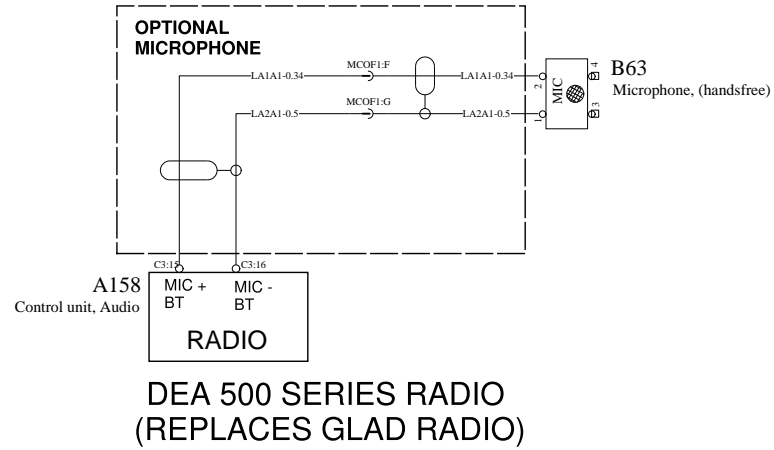 OPTIONAL
MICROPHONE
MCOF1:F
LA1A1-0.34
LA1A1-0.34
MCOF1:G
LA2A1-0.5
LA2A1-0.5
2
1
MIC
4
3
B63
Microphone, (handsfree)
C3:15
C3:16
A158
Control unit, Audio
MIC +
BT
MIC -
BT
RADIO
DEA 500 SERIES RADIO
(REPLACES GLAD RADIO)